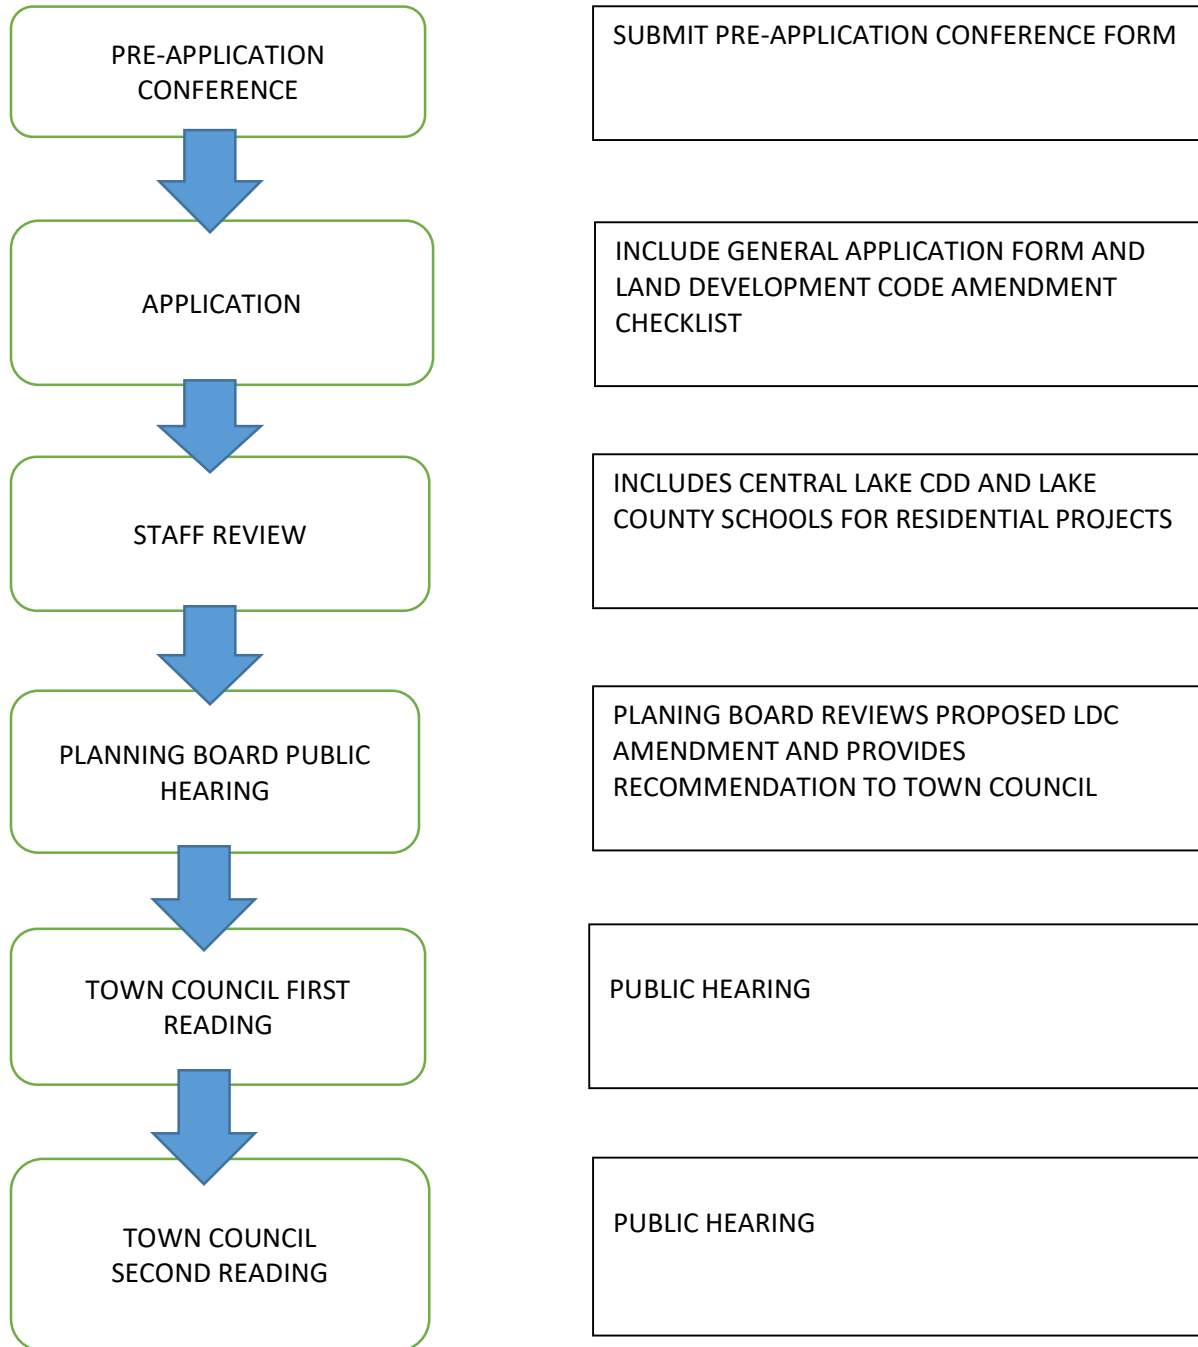 PRE-APPLICATION
CONFERENCE
SUBMIT PRE-APPLICATION CONFERENCE FORM
APPLICATION
INCLUDE GENERAL APPLICATION FORM AND
LAND DEVELOPMENT CODE AMENDMENT
CHECKLIST
STAFF REVIEW
INCLUDES CENTRAL LAKE CDD AND LAKE
COUNTY SCHOOLS FOR RESIDENTIAL PROJECTS
PLANNING BOARD PUBLIC
HEARING
PLANING BOARD REVIEWS PROPOSED LDC
AMENDMENT AND PROVIDES
RECOMMENDATION TO TOWN COUNCIL
TOWN COUNCIL FIRST
READING
PUBLIC HEARING
TOWN COUNCIL
SECOND READING
PUBLIC HEARING